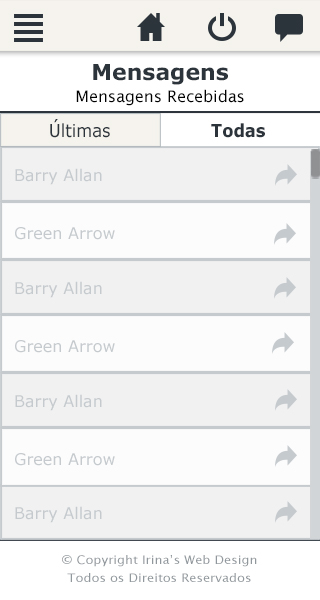 Mensagens
Mensagens Recebidas
Últimas
Todas
Barry Allan
Green Arrow
Barry Allan
Green Arrow
Barry Allan
Green Arrow
Barry Allan
© Copyright Irina's Web Design
Todos os Direitos Reservados